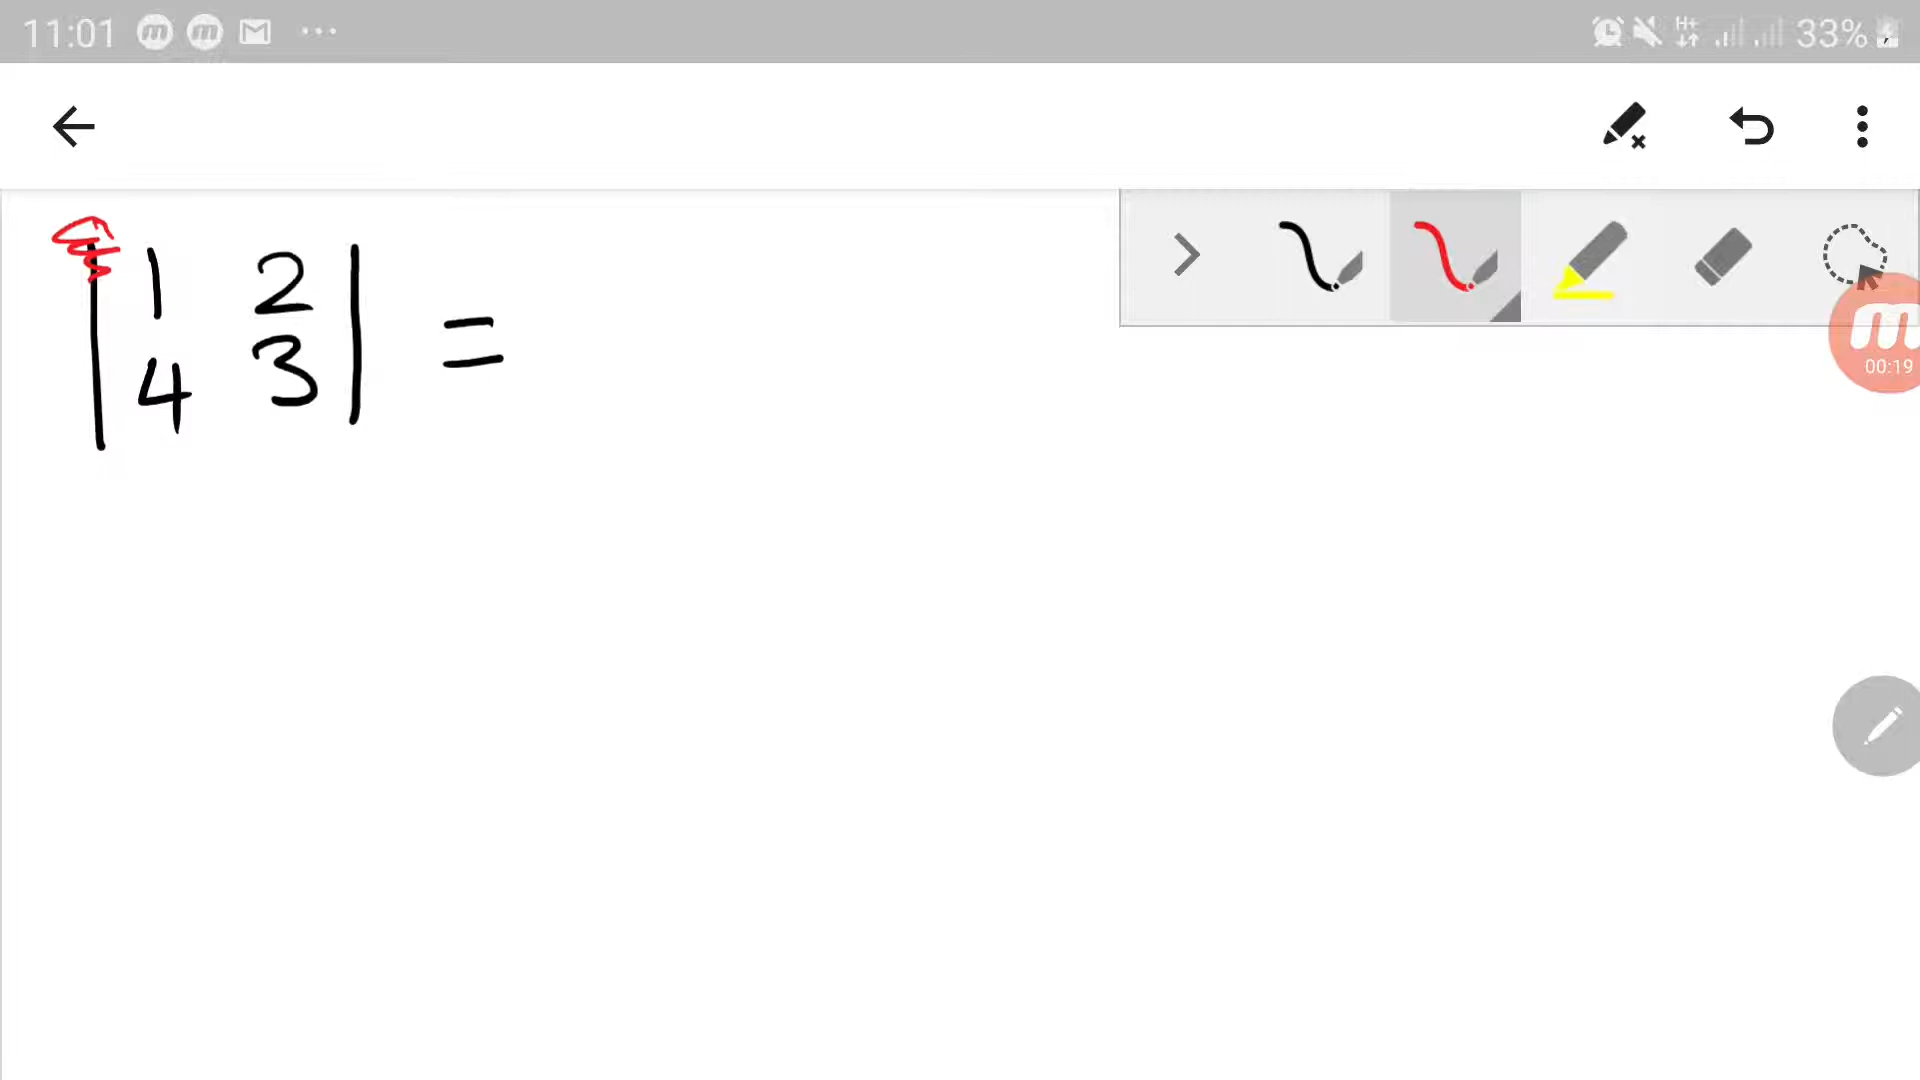 11:01 33%
| 1 2 |
| 4 3 | =
00:19